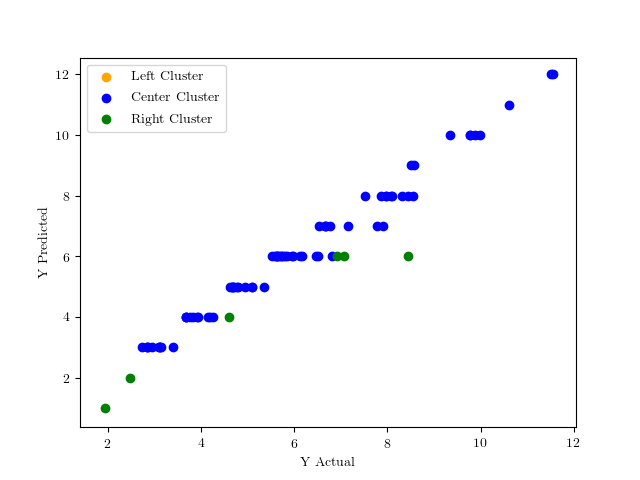 Left Cluster
Center Cluster
Right Cluster
12
10
8
6
4
2
Y Predicted
2 4 6 8 10 12
Y Actual